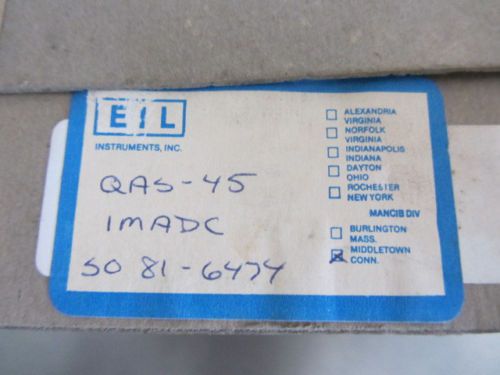 EIL
INSTRUMENTS, INC.
QAS-45
1MADC
SO 81-6474
ALEXANDRIA
VIRGINIA
NORFOLK
VIRGINIA
INDIANAPOLIS
INDIANA
DAYTON
OHIO
ROCHESTER
NEW YORK
MANCIB DIV
BURLINGTON
MASS.
MIDDLETOWN
CONN.